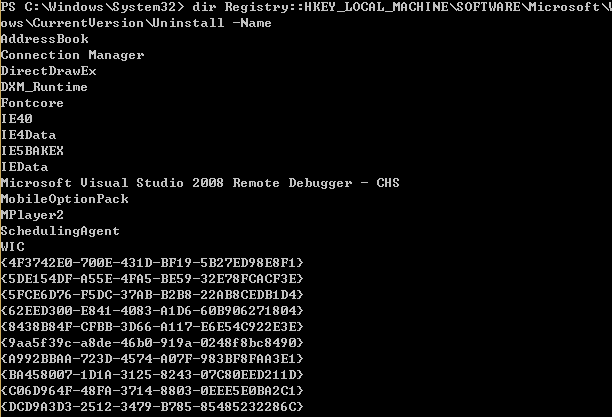 PS C:\Windows\System32> dir Registry::HKEY_LOCAL_MACHINE\SOFTWARE\Microsoft\W
ows\CurrentVersion\Uninstall -Name
AddressBook
Connection Manager
DirectDrawEx
DXM_Runtime
Fontcore
IE40
IE4Data
IE5BAKEX
IEData
Microsoft Visual Studio 2008 Remote Debugger - CHS
MobileOptionPack
MPlayer2
SchedulingAgent
WIC
{4F3742E0-700E-431D-BF19-5B27ED98E8F1}
{5DE154DF-A55E-4FA5-BE59-32E78FCACF3E}
{5FCE6D76-F5DC-37AB-B2B8-22AB8CEDB1D4}
{62EED300-E841-4083-A1D6-60B906271804}
{8438B84F-CFBB-3D66-A117-E6E54C922E3E}
{9aa5f39c-a8de-46b0-919a-0248f8bc8490}
{A992BBAA-723D-4574-A07F-983BF8FAA3E1}
{BA458007-1D1A-3125-8243-07C80EED211D}
{C06D964F-48FA-3714-8803-0EEE5E0BA2C1}
{DCD9A3D3-2512-3479-B785-85485232286C}